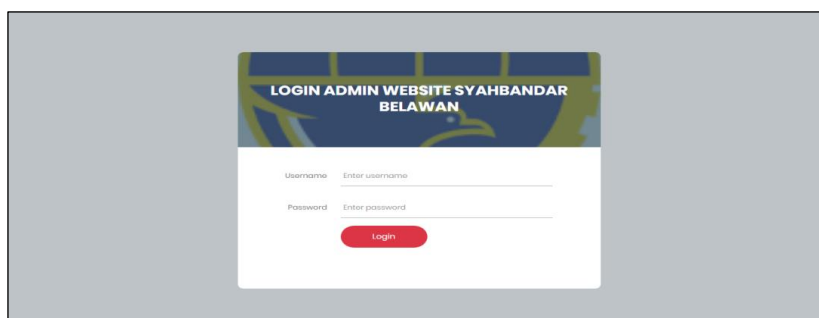 LOGIN ADMIN WEBSITE SYAHBANDAR
BELAWAN
Username Enter username
Password Enter password
Login